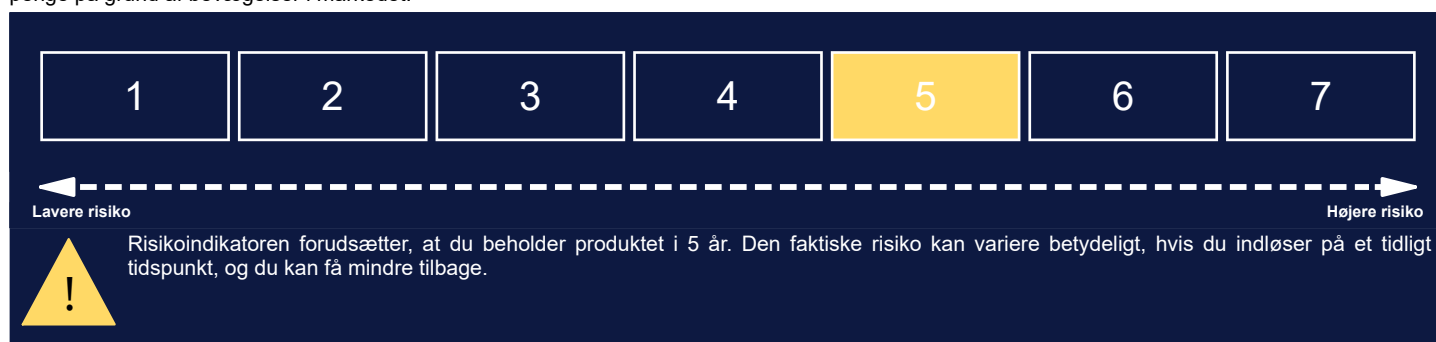 1 2 3 4 5 6 7
Lavere risiko Højere risiko
Risikoindikatoren forudsætter, at du beholder produktet i 5 år. Den faktiske risiko kan variere betydeligt, hvis du indløser på et tidligt
tidspunkt, og du kan få mindre tilbage.
!